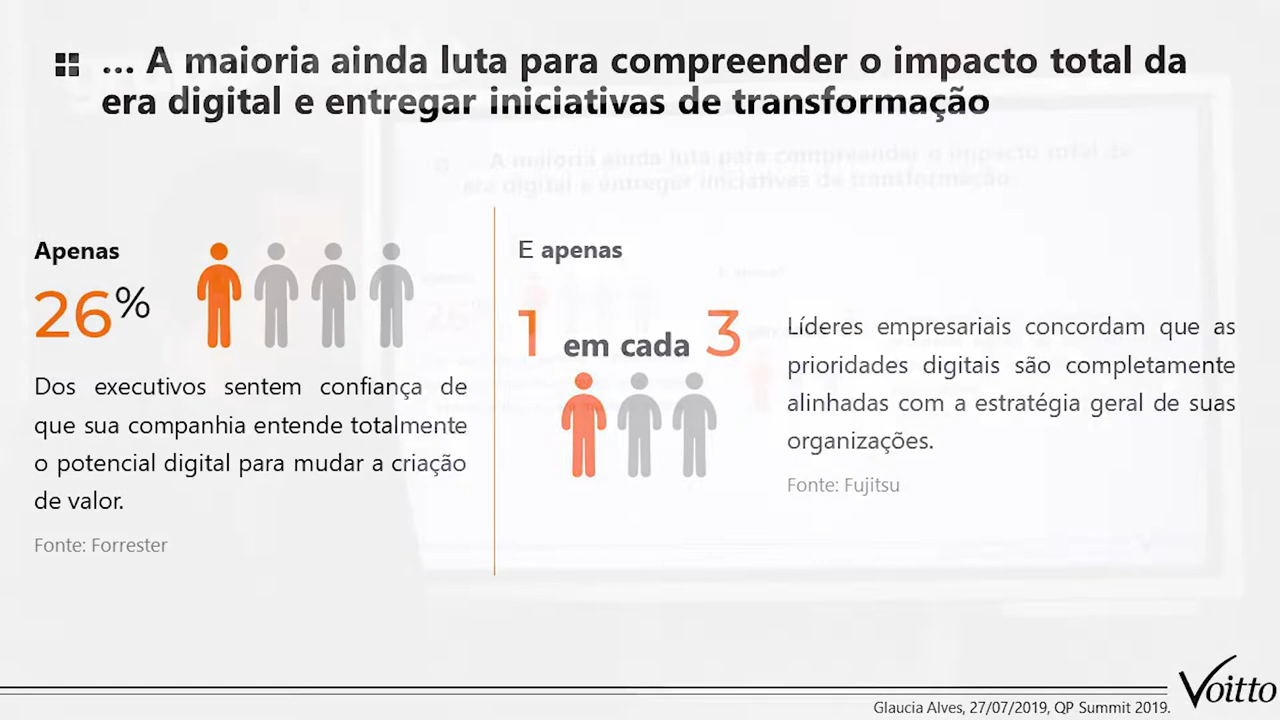 ... A maioria ainda luta para compreender o impacto total da
era digital e entregar iniciativas de transformação
Apenas
26%
Dos executivos sentem confiança de
que sua companhia entende totalmente
o potencial digital para mudar a criação
de valor.
Fonte: Forrester
E apenas
1 em cada 3
Líderes empresariais concordam que as
prioridades digitais são completamente
alinhadas com a estratégia geral de suas
organizações.
Fonte: Fujitsu
Voitto
Glaucia Alves, 27/07/2019, QP Summit 2019.